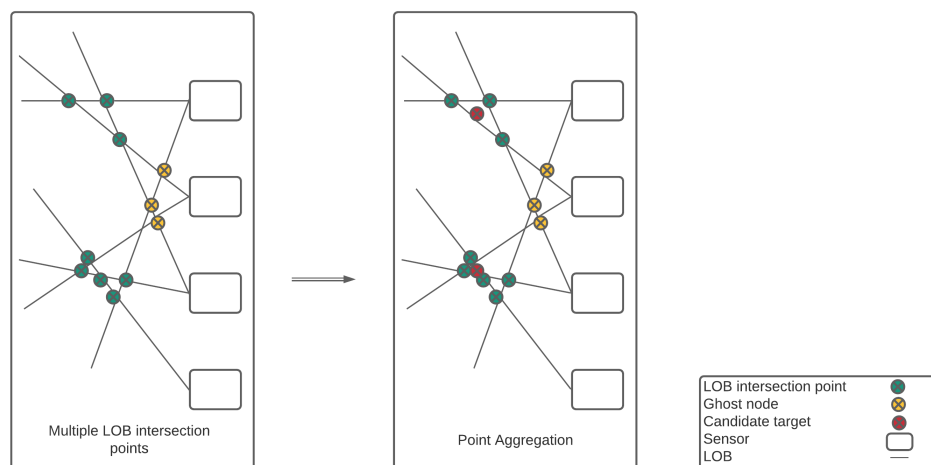 Multiple LOB intersection
points
Point Aggregation
LOB intersection point
Ghost node
Candidate target
Sensor
LOB